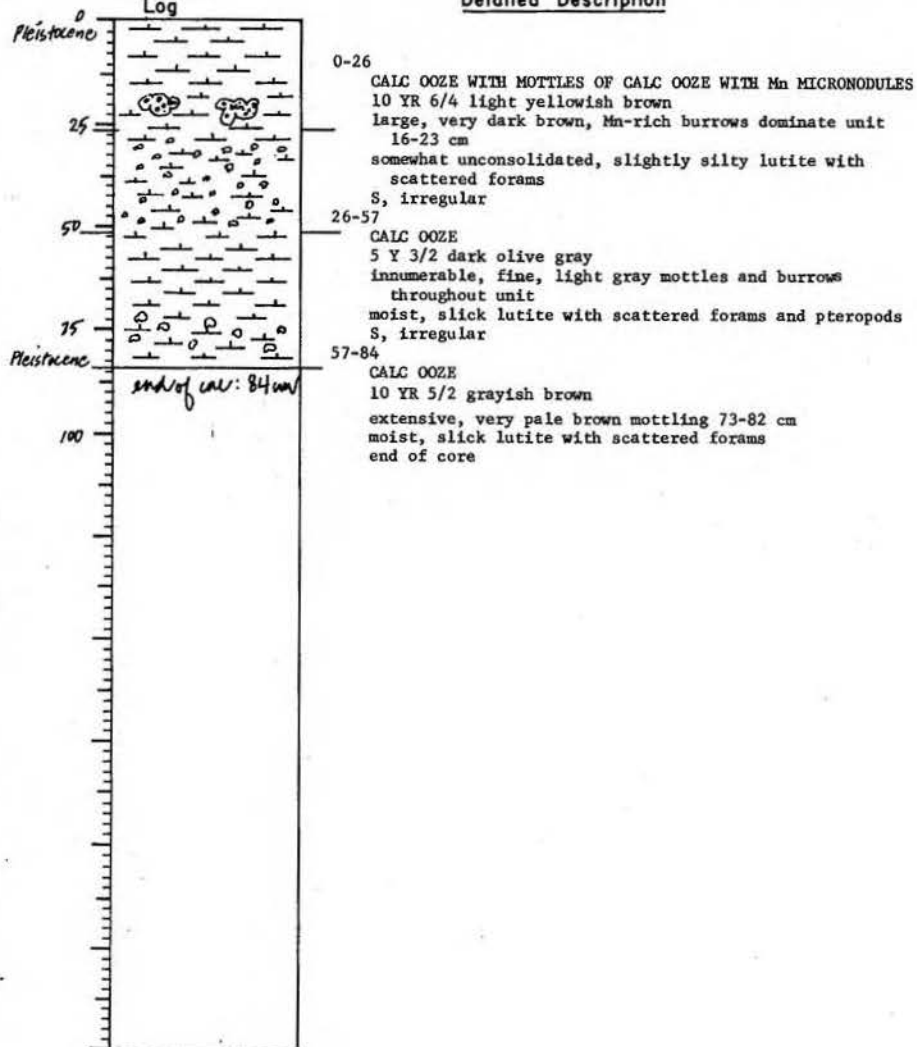 Log
Detailed Description
0
Pleistocene
0-26
CALC OOZE WITH MOTTLES OF CALC OOZE WITH Mn MICRONODULES
10 YR 6/4 light yellowish brown
large, very dark brown, Mn-rich burrows dominate unit
16-23 cm
somewhat unconsolidated, slightly silty lutite with
scattered forams
S, irregular
25
26-57
CALC OOZE
5 Y 3/2 dark olive gray
innumerable, fine, light gray mottles and burrows
throughout unit
moist, slick lutite with scattered forams and pteropods
S, irregular
50
57-84
CALC OOZE
10 YR 5/2 grayish brown
extensive, very pale brown mottling 73-82 cm
moist, slick lutite with scattered forams
end of core
75
Pleistocene
end of core: 84 cm
100